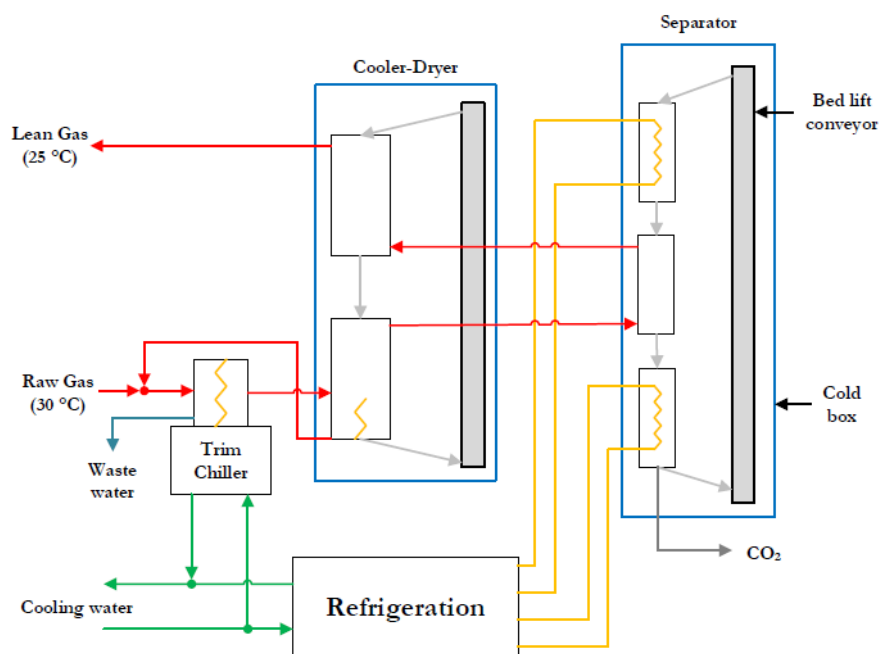 Separator
Cooler-Dryer
Bed lift
conveyor
Lean Gas
(25 °C)
Raw Gas
(30 °C)
Cold
box
Trim
Chiller
Waste
water
CO₂
Cooling water
Refrigeration